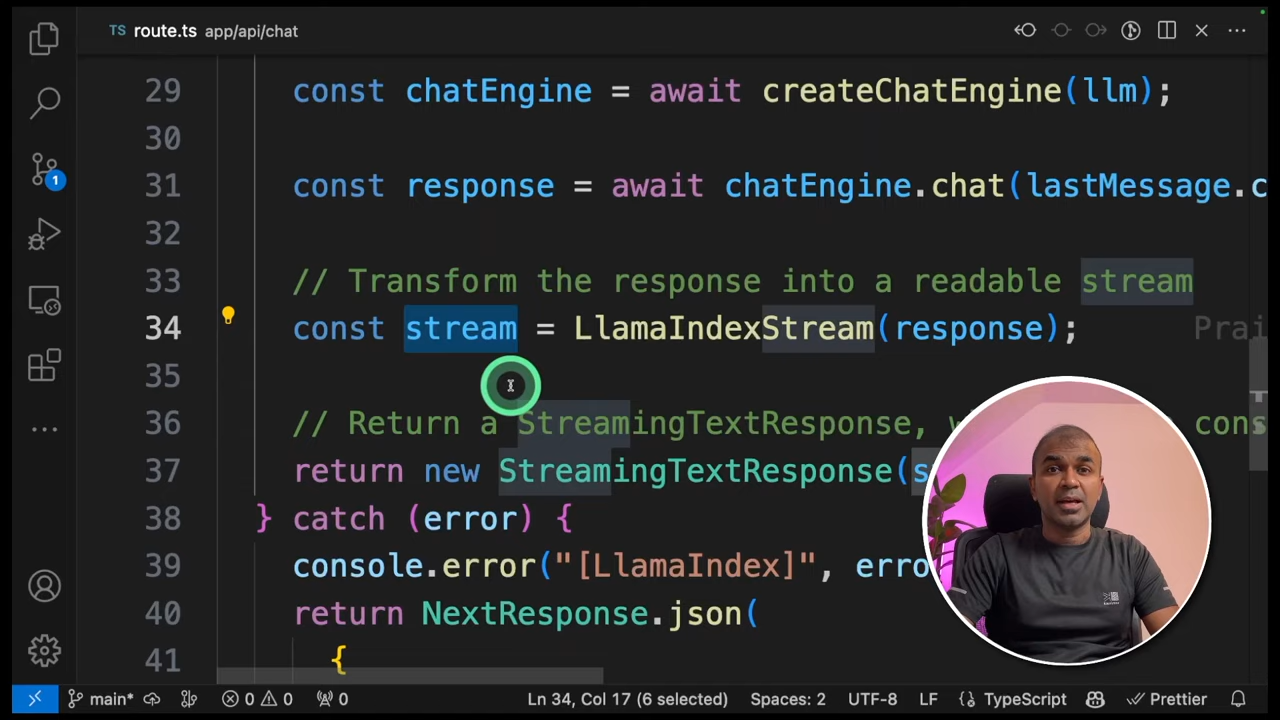 TS route.ts app/api/chat
29 const chatEngine = await createChatEngine(llm);
30
31 const response = await chatEngine.chat(lastMessage.c
32
33 // Transform the response into a readable stream
34 const stream = LlamaIndexStream(response); Prai
35
36 // Return a StreamingTextResponse, w cons
37 return new StreamingTextResponse(s
38 } catch (error) {
39 console.error("[LlamaIndex]", erro
40 return NextResponse.json(
41 {
1
main* 0 0 0 Ln 34, Col 17 (6 selected) Spaces: 2 UTF-8 LF {} TypeScript Prettier